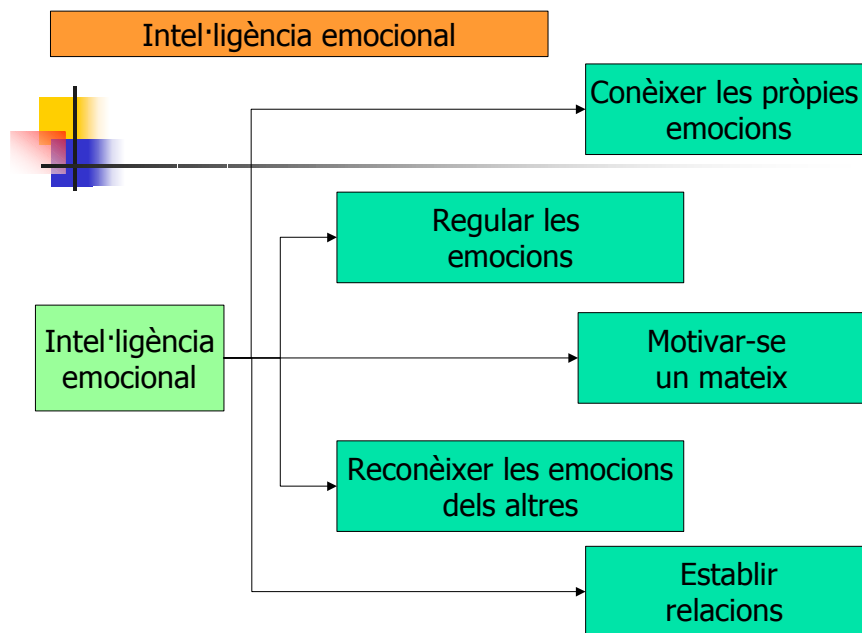 Intel·ligència emocional
Conèixer les pròpies
emocions
Regular les
emocions
Intel·ligència
emocional
Motivar-se
un mateix
Reconèixer les emocions
dels altres
Establir
relacions